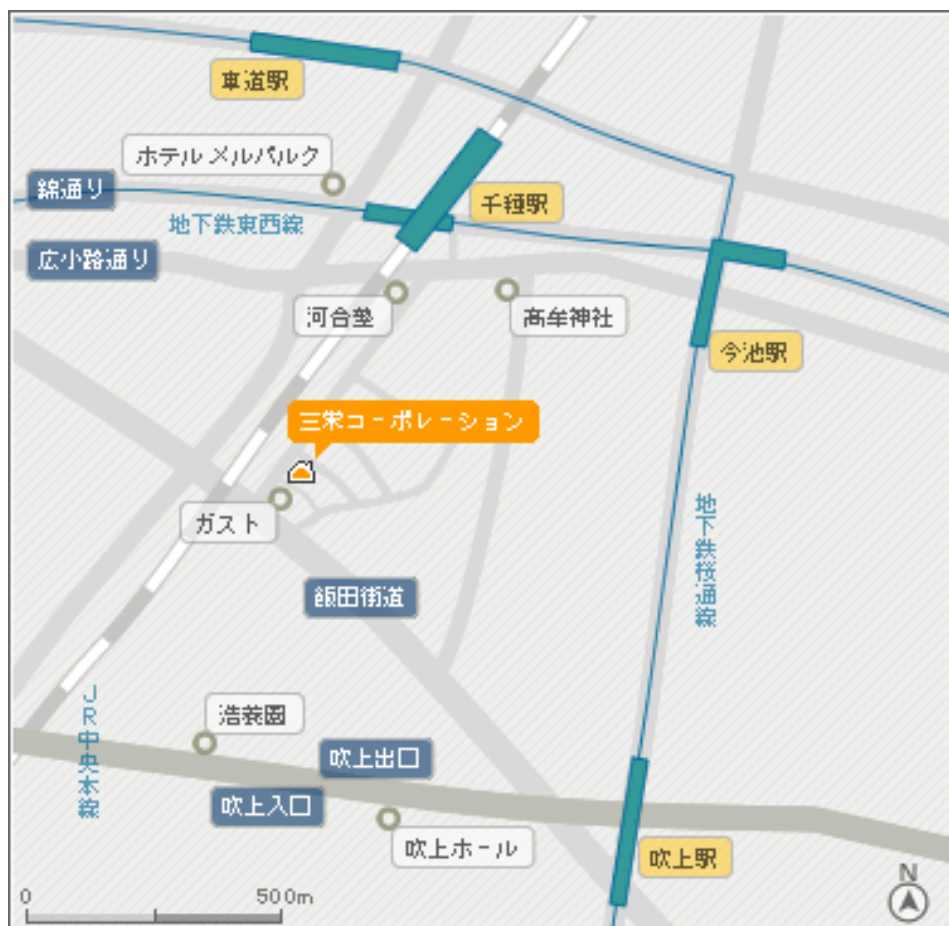 車道駅
ホテル メルパルク
錦通り
千種駅
地下鉄東西線
広小路通り
河合塾
高牟神社
今池駅
三栄コーポレーション
ガスト
地下鉄桜通線
飯田街道
JR中央本線
浩養園
吹上出口
吹上入口
吹上ホール
吹上駅
N
0
500m